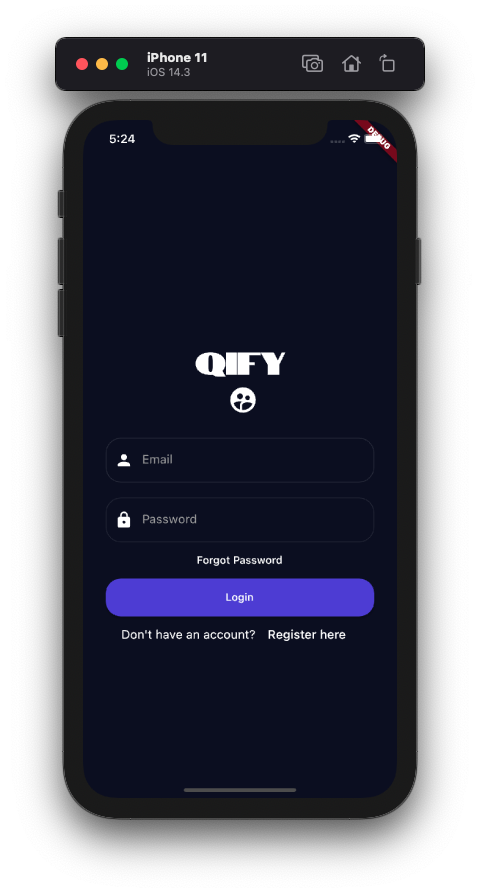 iPhone 11
iOS 14.3
5:24
DEBUG
QIFY
Email
Password
Forgot Password
Login
Don't have an account? Register here